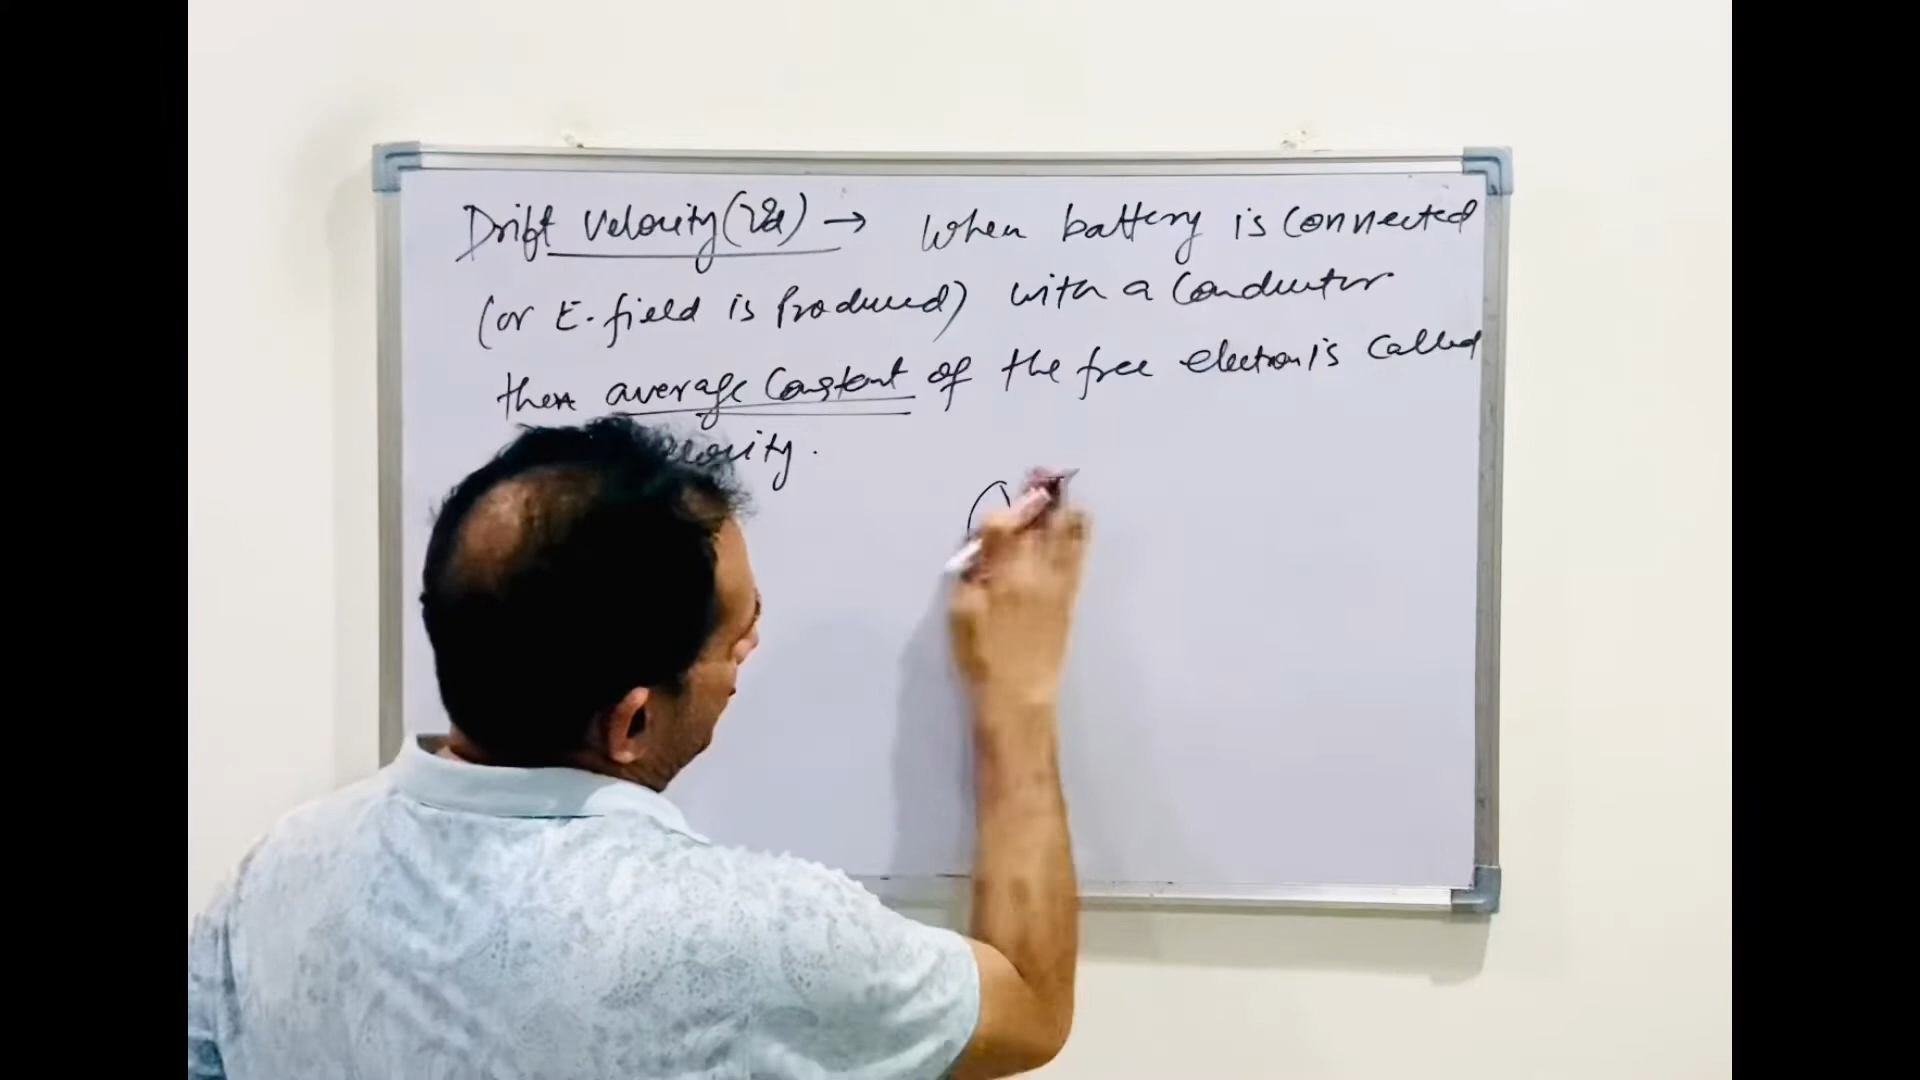 Drift velocity (vd) → When battery is connected
(or E. field is Produced) with a Conductor
then average Constant of the free electron is called
velocity.